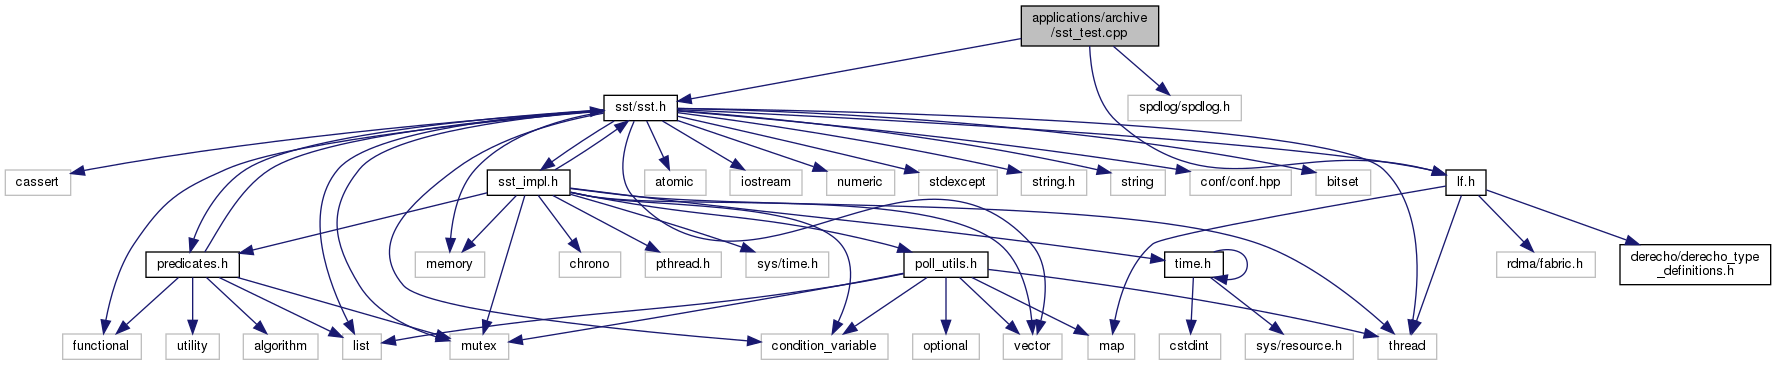 applications/archive
/sst_test.cpp
sst/sst.h
spdlog/spdlog.h
cassert
sst_impl.h
atomic
iostream
numeric
stdexcept
string.h
string
conf/conf.hpp
bitset
lf.h
predicates.h
memory
chrono
pthread.h
sys/time.h
poll_utils.h
time.h
rdma/fabric.h
derecho/derecho_type
_definitions.h
functional
utility
algorithm
list
mutex
condition_variable
optional
vector
map
cstdint
sys/resource.h
thread